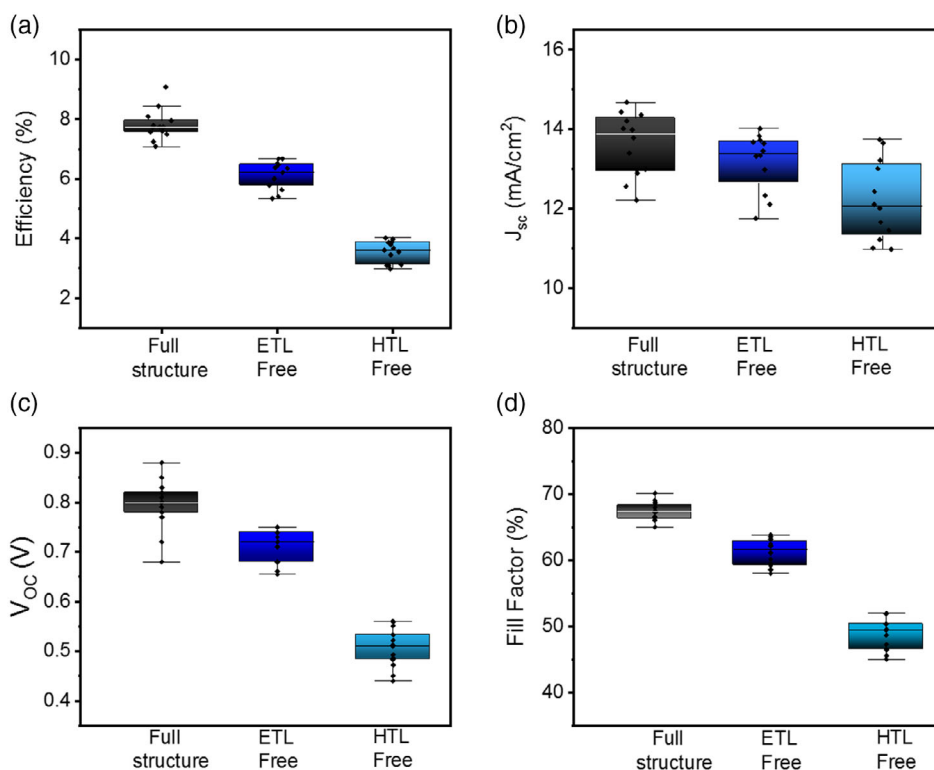 (a)
10
8
6
4
2
Efficiency (%)
Full
structure
ETL
Free
HTL
Free
(b)
16
14
12
10
J_sc (mA/cm²)
Full
structure
ETL
Free
HTL
Free
(c)
0.9
0.8
0.7
0.6
0.5
0.4
V_OC (V)
Full
structure
ETL
Free
HTL
Free
(d)
80
70
60
50
40
Fill Factor (%)
Full
structure
ETL
Free
HTL
Free